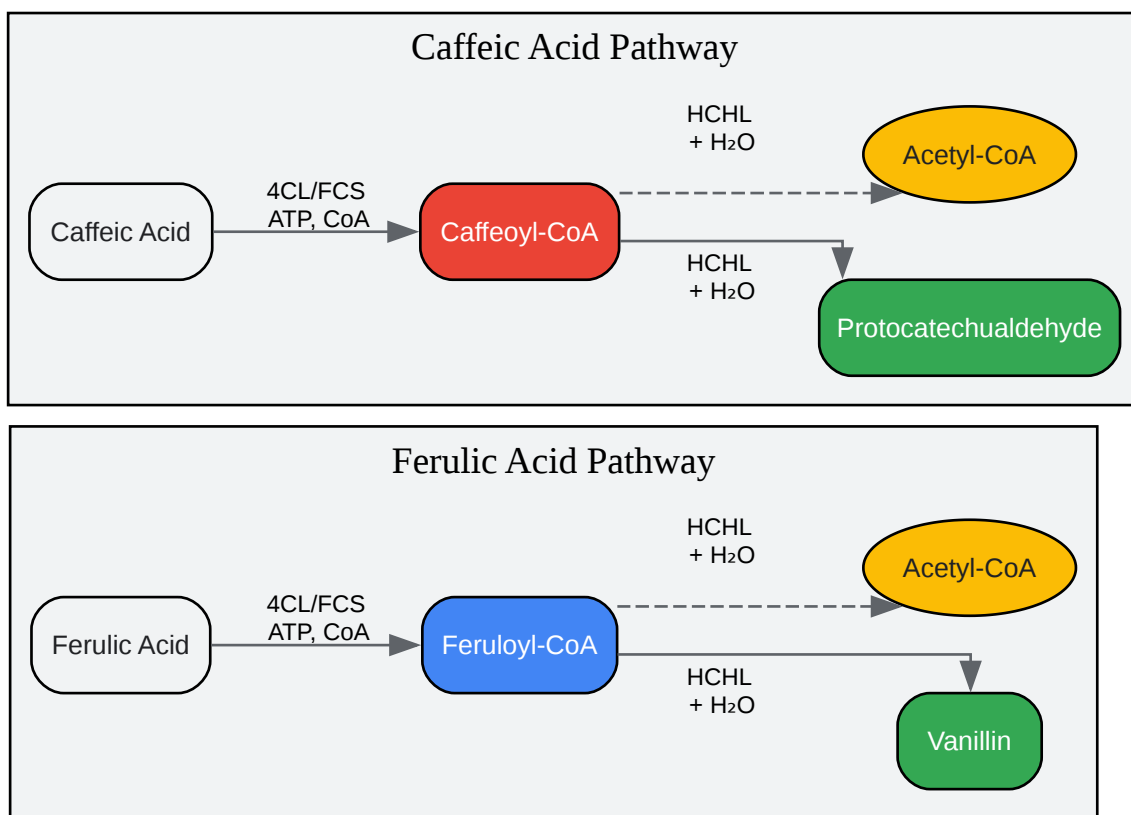 Caffeic Acid Pathway
HCHL
+ H₂O
Acetyl-CoA
4CL/FCS
ATP, CoA
Caffeic Acid
Caffeoyl-CoA
HCHL
+ H₂O
Protocatechualdehyde
Ferulic Acid Pathway
HCHL
+ H₂O
Acetyl-CoA
4CL/FCS
ATP, CoA
Ferulic Acid
Feruloyl-CoA
HCHL
+ H₂O
Vanillin